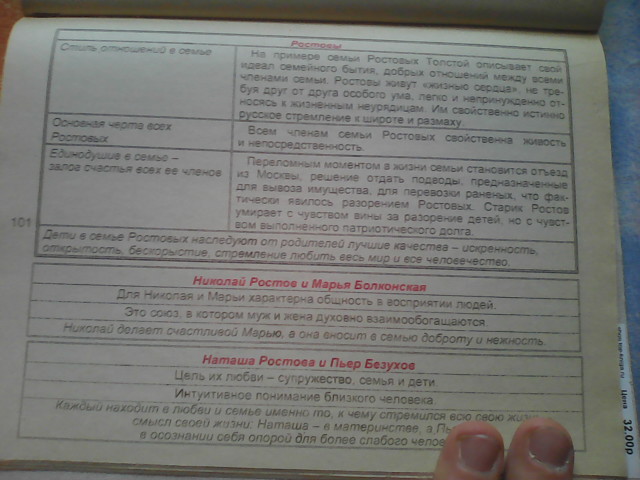 Ростовы
Стиль отношений в семье
На примере семьи Ростовых Толстой описывает свой
идеал семейного бытия, добрых отношений между всеми
членами семьи. Ростовы живут «жизнью сердца», не тре-
буя друг от друга особого ума, легко и непринужденно от-
носясь к жизненным неурядицам. Им свойственно истинно
русское стремление к широте и размаху.
Основная черта всех
Ростовых
Всем членам семьи Ростовых свойственна живость
и непосредственность.
Единодушие в семье –
залог счастья всех ее членов
Переломным моментом в жизни семьи становится отъезд
из Москвы, решение отдать подводы, предназначенные
для вывоза имущества, для перевозки раненых, что фак-
тически явилось разорением Ростовых. Старик Ростов
умирает с чувством вины за разорение детей, но с чувст-
вом выполненного патриотического долга.
Дети в семье Ростовых наследуют от родителей лучшие качества – искренность,
открытость, бескорыстие, стремление любить весь мир и все человечество.
101
Николай Ростов и Марья Болконская
Для Николая и Марьи характерна общность в восприятии людей.
Это союз, в котором муж и жена духовно взаимообогащаются.
Николай делает счастливой Марью, а она вносит в семью доброту и нежность.
Наташа Ростова и Пьер Безухов
Цель их любви – супружество, семья и дети.
Интуитивное понимание близкого человека.
Каждый находит в любви и семье именно то, к чему стремился всю свою жизнь
смысл своей жизни: Наташа – в материнстве, а
в осознании себя опорой для более слабого
Цена 32.00р